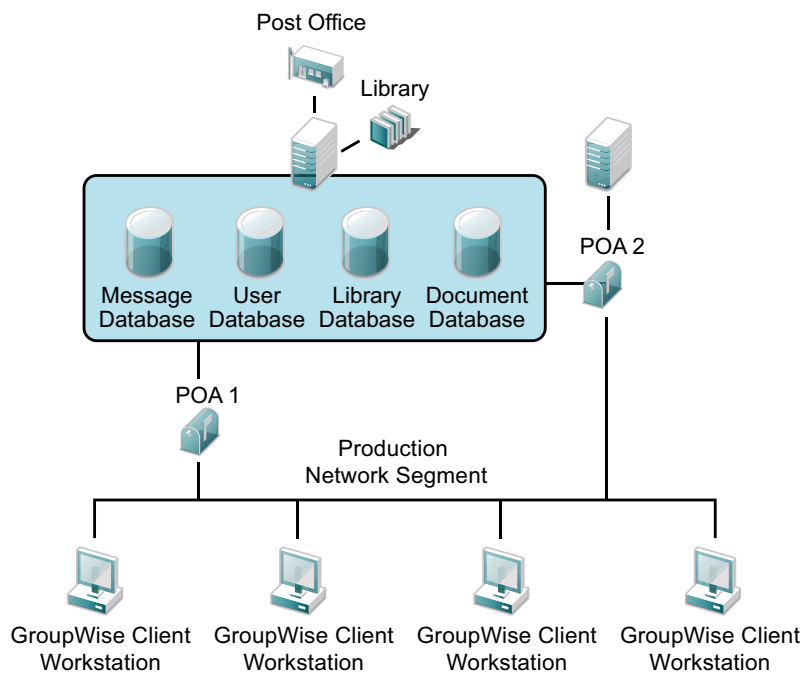 Post Office
Library
POA 2
Message
Database
User
Database
Library
Database
Document
Database
POA 1
Production
Network Segment
GroupWise Client
Workstation
GroupWise Client
Workstation
GroupWise Client
Workstation
GroupWise Client
Workstation